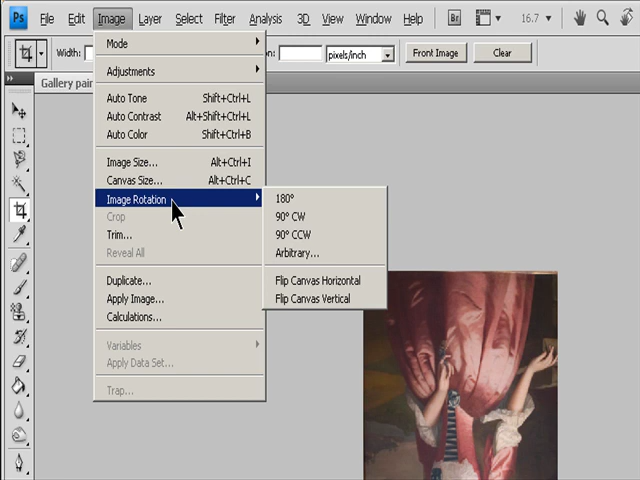 Ps File Edit Image Layer Select Filter Analysis 3D View Window Help Br 16.7
Width: pixels/inch Front Image Clear
Gallery pain
Mode
Adjustments
Auto Tone Shift+Ctrl+L
Auto Contrast Alt+Shift+Ctrl+L
Auto Color Shift+Ctrl+B
Image Size... Alt+Ctrl+I
Canvas Size... Alt+Ctrl+C
Image Rotation
Crop
Trim...
Reveal All
Duplicate...
Apply Image...
Calculations...
Variables
Apply Data Set...
Trap...
180°
90° CW
90° CCW
Arbitrary...
Flip Canvas Horizontal
Flip Canvas Vertical